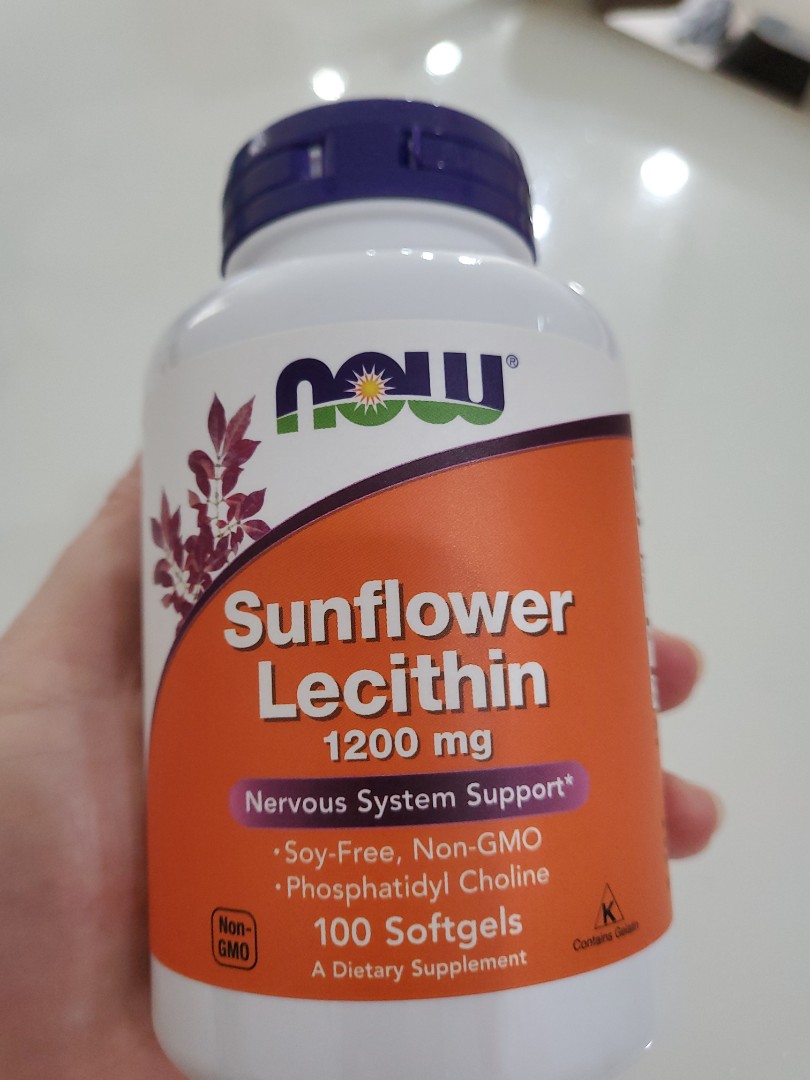 NOW®
Sunflower
Lecithin
1200 mg
Nervous System Support*
•Soy-Free, Non-GMO
•Phosphatidyl Choline
100 Softgels
A Dietary Supplement
Non-
GMO
K
Contains Gelatin